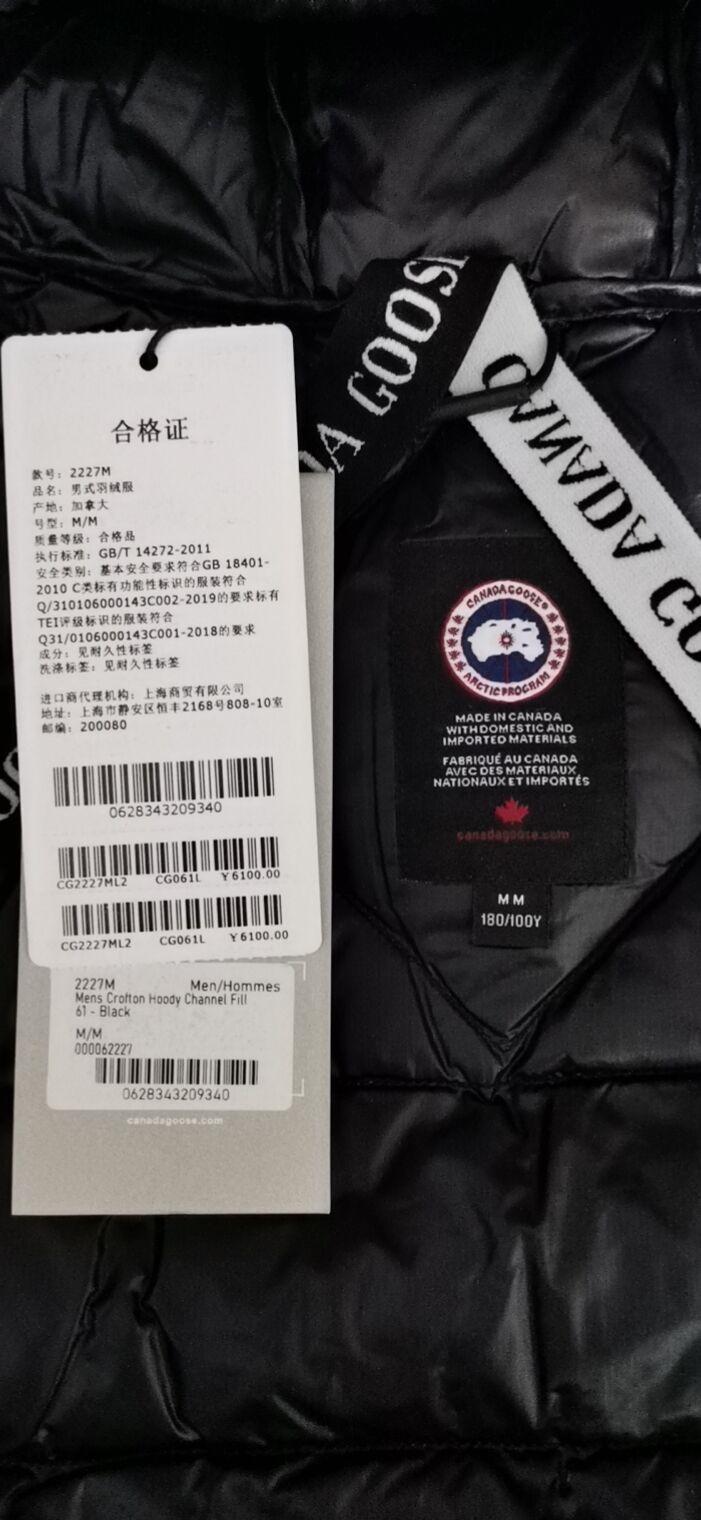 DA GOOSE
CANADA GO
合格证
款号：2227M
品名：男式羽绒服
产地：加拿大
号型：M/M
质量等级：合格品
执行标准：GB/T 14272-2011
安全类别：基本安全要求符合GB 18401-
2010 C类标有功能性标识的服装符合
Q/310106000143C002-2019的要求标有
TEI评级标识的服装符合
Q31/0106000143C001-2018的要求
成分：见耐久性标签
洗涤标签：见耐久性标签
进口商代理机构：上海商贸有限公司
地址：上海市静安区恒丰2168号808-10室
邮编：200080
0628343209340
CG2227ML2 CG061L ￥6100.00
CG2227ML2 CG061L ￥6100.00
2227M Men/Hommes
Mens Crofton Hoody Channel Fill
61 - Black
M/M
000062227
0628343209340
canadagoose.com
CANADA GOOSE®
ARCTIC PROGRAM
MADE IN CANADA
WITH DOMESTIC AND
IMPORTED MATERIALS
FABRIQUÉ AU CANADA
AVEC DES MATERIAUX
NATIONAUX ET IMPORTÉS
canadagoose.com
M M
180/100Y